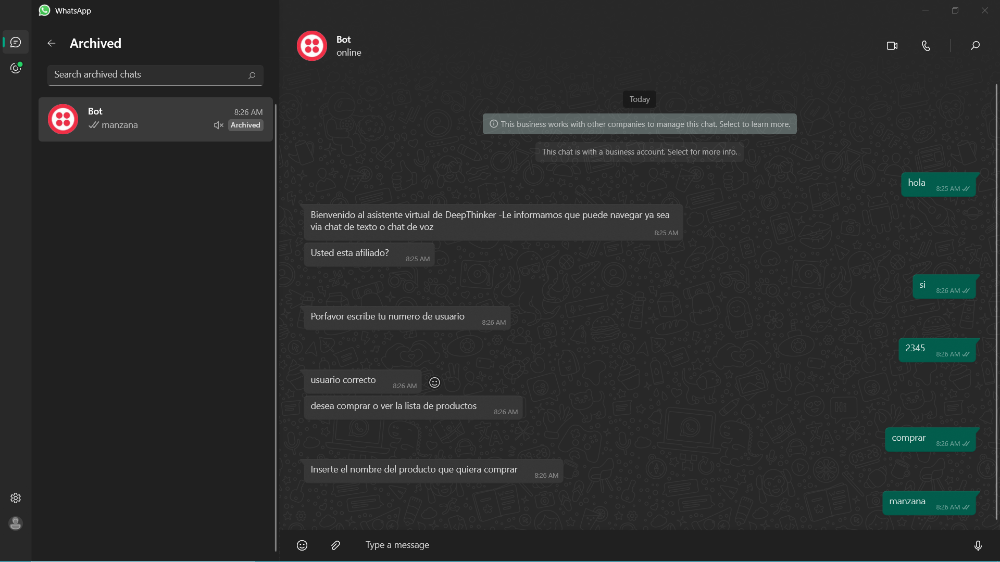 WhatsApp
Archived
Search archived chats
Bot
8:26 AM
manzana
Archived
Bot
online
Today
This business works with other companies to manage this chat. Select to learn more.
This chat is with a business account. Select for more info.
hola
8:25 AM
Bienvenido al asistente virtual de DeepThinker -Le informamos que puede navegar ya sea
via chat de texto o chat de voz
8:25 AM
Usted esta afiliado?
8:25 AM
si
8:26 AM
Porfavor escribe tu numero de usuario
8:26 AM
2345
8:26 AM
usuario correcto
8:26 AM
desea comprar o ver la lista de productos
8:26 AM
comprar
8:26 AM
Inserte el nombre del producto que quiera comprar
8:26 AM
manzana
8:26 AM
Type a message